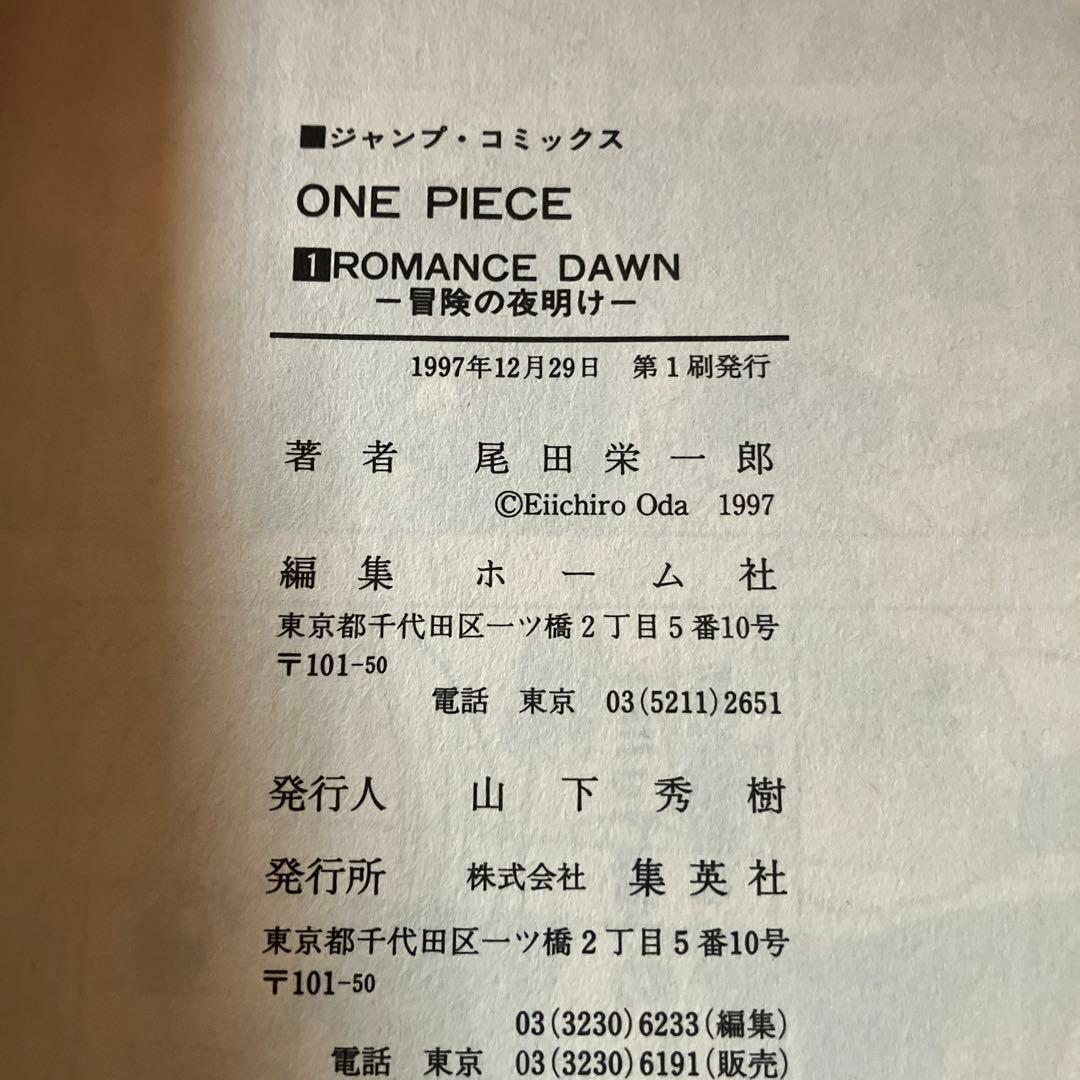 ■ジャンプ・コミックス
ONE PIECE
1 ROMANCE DAWN
ー冒険の夜明けー
1997年12月29日　第1刷発行
著者　尾田栄一郎
©Eiichiro Oda　1997
編集　ホーム社
東京都千代田区一ツ橋2丁目5番10号
〒101-50
電話　東京　03(5211)2651
発行人　山下秀樹
発行所　株式会社　集英社
東京都千代田区一ツ橋2丁目5番10号
〒101-50
03(3230)6233(編集)
電話　東京　03(3230)6191(販売)